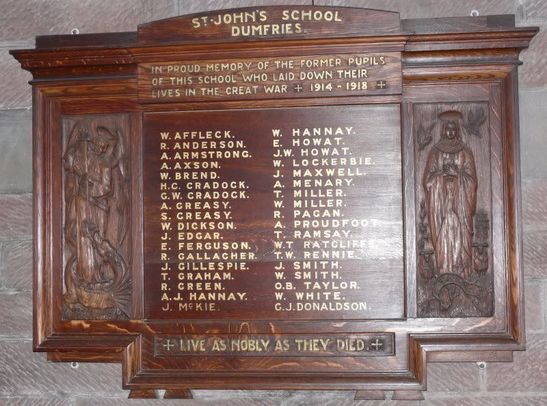 ST. JOHN'S SCHOOL
DUMFRIES.
IN PROUD MEMORY OF THE FORMER PUPILS
OF THIS SCHOOL WHO LAID DOWN THEIR
LIVES IN THE GREAT WAR + 1914 - 1918 +
W. AFFLECK.
R. ANDERSON.
A. ARMSTRONG.
A. AXSON.
W. BREND.
H.C. CRADOCK.
G.W. CRADOCK.
A. GREASY.
S. GREASY.
W. DICKSON.
J. EDGAR.
E. FERGUSON.
R. GALLACHER.
J. GILLESPIE.
T. GRAHAM.
R. GREEN.
A.J. HANNAY.
J. McKIE.
W. HANNAY.
E. HOWAT.
J.W. HOWAT.
W. LOCKERBIE.
J. MAXWELL.
A. MENARY.
T. MILLER.
W. MILLER.
R. PAGAN.
A. PROUDFOOT.
T. RAMSAY.
W.T. RATCLIFFE.
T.W. RENNIE.
J. SMITH.
W. SMITH.
O.B. TAYLOR.
W. WHITE.
C.J. DONALDSON.
+ LIVE AS NOBLY AS THEY DIED. +